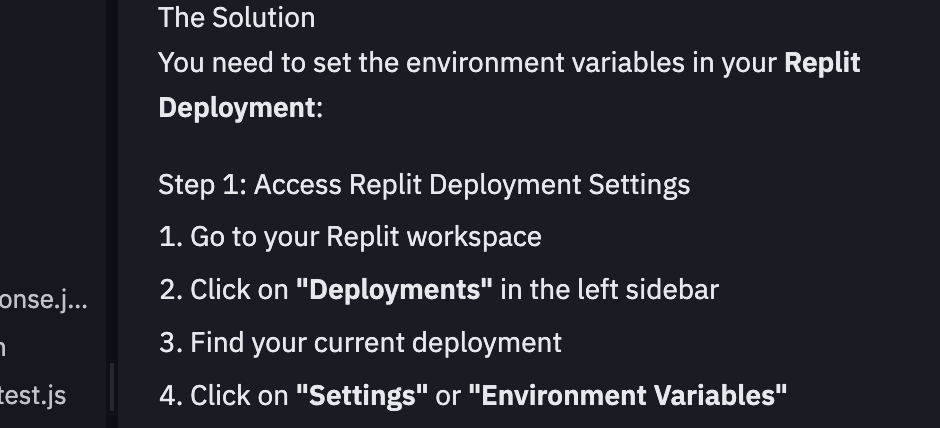 The Solution
You need to set the environment variables in your Replit
Deployment:
Step 1: Access Replit Deployment Settings
1. Go to your Replit workspace
2. Click on "Deployments" in the left sidebar
onse.j...
3. Find your current deployment
4. Click on "Settings" or "Environment Variables"
test.js